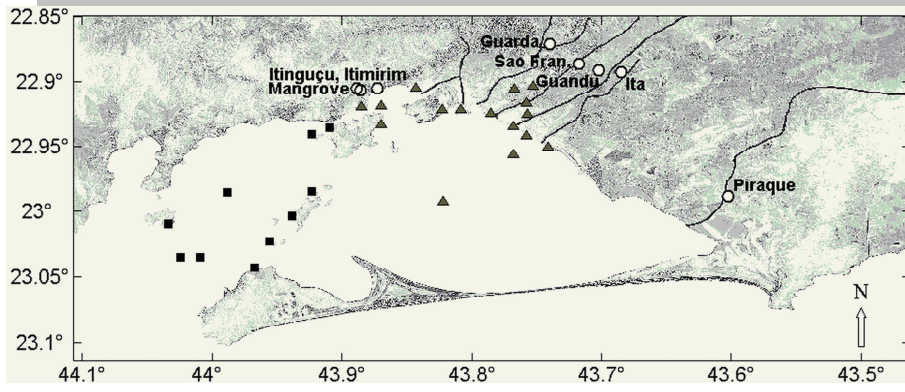 22.85°
Guarda
Sao Fran.
22.9°
Itinguçu, Itimirim
Guandu
Ita
Mangrove
22.95°
Piraque
23°
23.05°
N
23.1°
44.1°
44°
43.9°
43.8°
43.7°
43.6°
43.5°